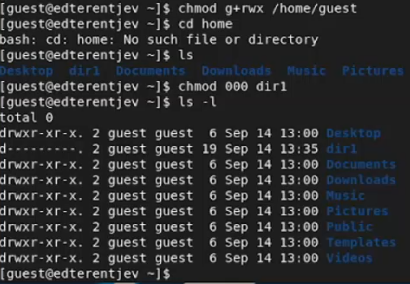 [guest@edterentjev ~]$ chmod g+rwx /home/guest
[guest@edterentjev ~]$ cd home
bash: cd: home: No such file or directory
[guest@edterentjev ~]$ ls
Desktop dir1 Documents Downloads Music Pictures
[guest@edterentjev ~]$ chmod 000 dir1
[guest@edterentjev ~]$ ls -l
total 0
drwxr-xr-x. 2 guest guest 6 Sep 14 13:00 Desktop
d---------. 2 guest guest 19 Sep 14 13:35 dir1
drwxr-xr-x. 2 guest guest 6 Sep 14 13:00 Documents
drwxr-xr-x. 2 guest guest 6 Sep 14 13:00 Downloads
drwxr-xr-x. 2 guest guest 6 Sep 14 13:00 Music
drwxr-xr-x. 2 guest guest 6 Sep 14 13:00 Pictures
drwxr-xr-x. 2 guest guest 6 Sep 14 13:00 Public
drwxr-xr-x. 2 guest guest 6 Sep 14 13:00 Templates
drwxr-xr-x. 2 guest guest 6 Sep 14 13:00 Videos
[guest@edterentjev ~]$